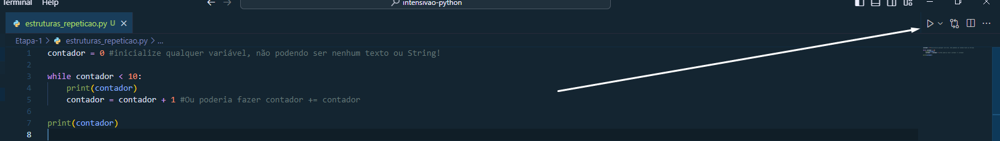 Terminal Help intensivao-python
estruturas_repeticao.py U
Etapa-1 > estruturas_repeticao.py > ...
1 contador = 0 #inicialize qualquer variável, não podendo ser nenhum texto ou String!
2
3 while contador < 10:
4 print(contador)
5 contador = contador + 1 #Ou poderia fazer contador += contador
6
7 print(contador)
8